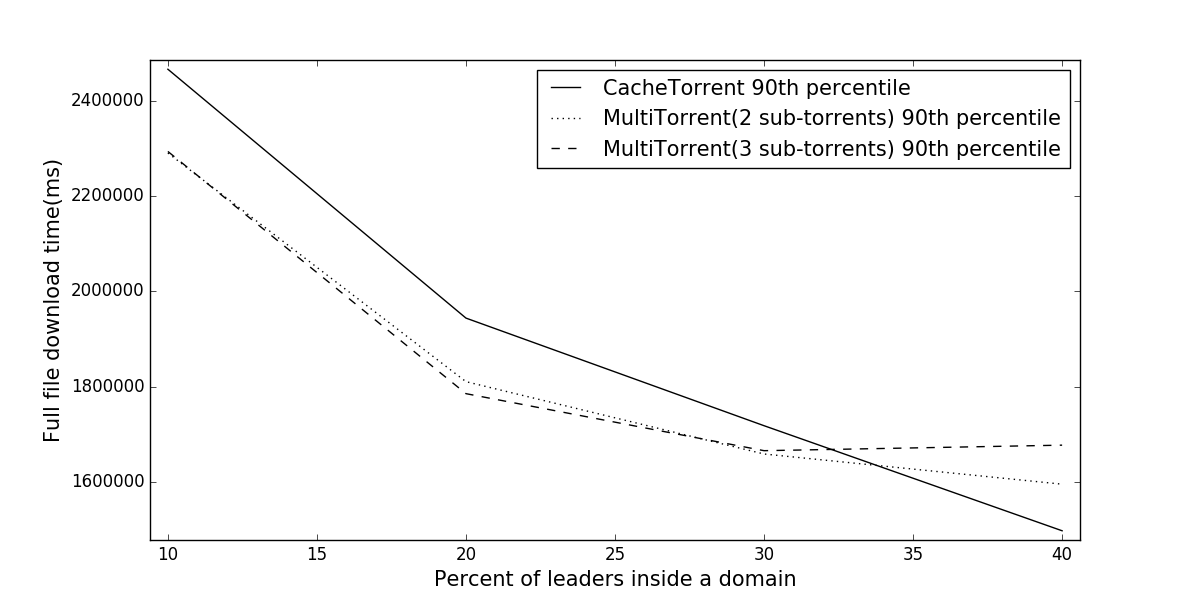 CacheTorrent 90th percentile
MultiTorrent(2 sub-torrents) 90th percentile
MultiTorrent(3 sub-torrents) 90th percentile
Full file download time(ms)
2400000
2200000
2000000
1800000
1600000
10 15 20 25 30 35 40
Percent of leaders inside a domain